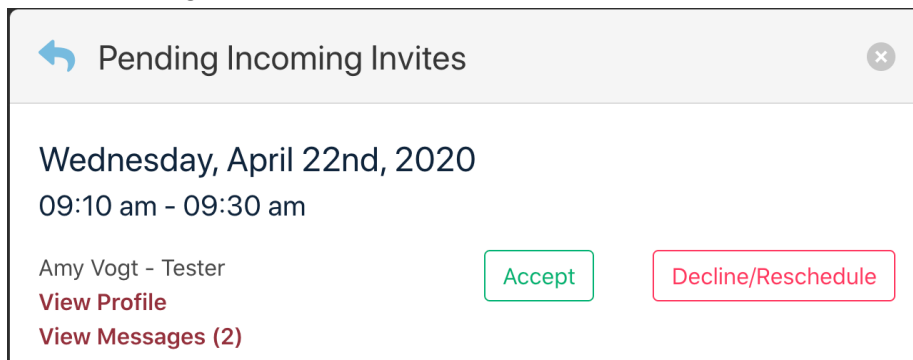 Pending Incoming Invites
Wednesday, April 22nd, 2020
09:10 am - 09:30 am
Amy Vogt - Tester
View Profile
View Messages (2)
Accept
Decline/Reschedule